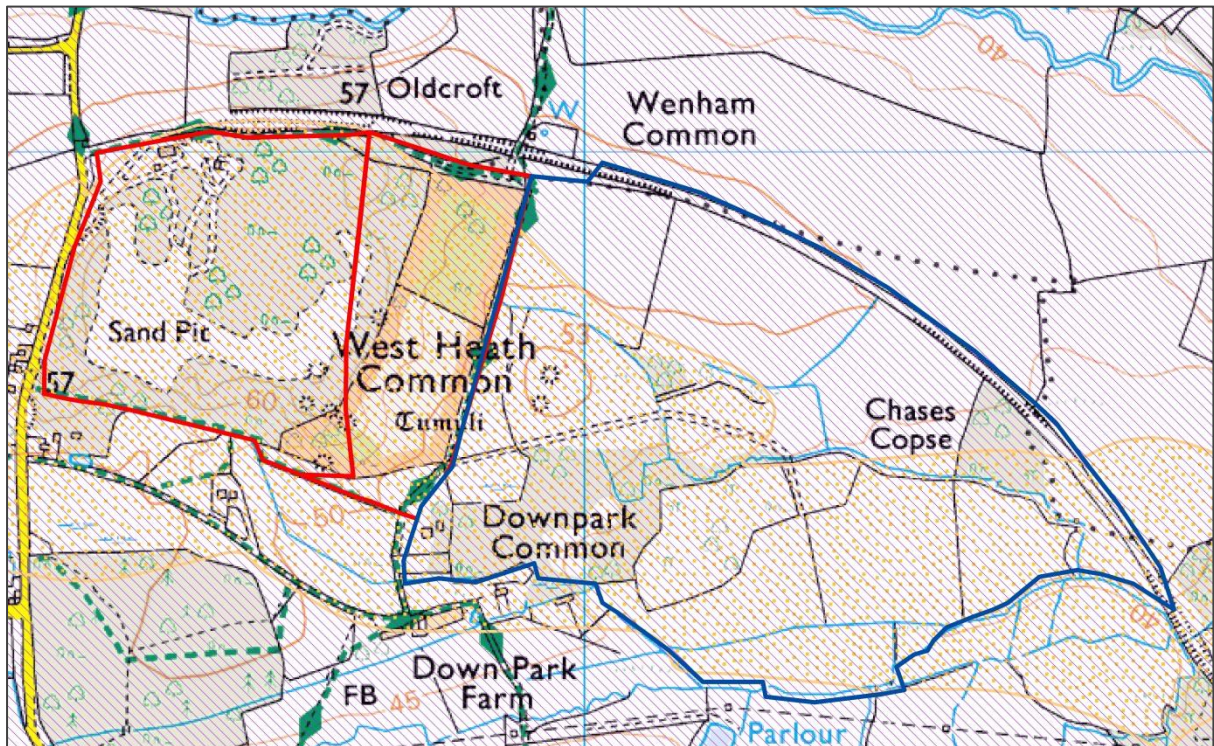 57
Oldcroft
40
W
Wenham
Common
Sand Pit
53
West Heath
Common
57
60
Tumuli
Chases
Copse
50
Downpark
Common
40
Down Park
Farm
FB
45
Parlour